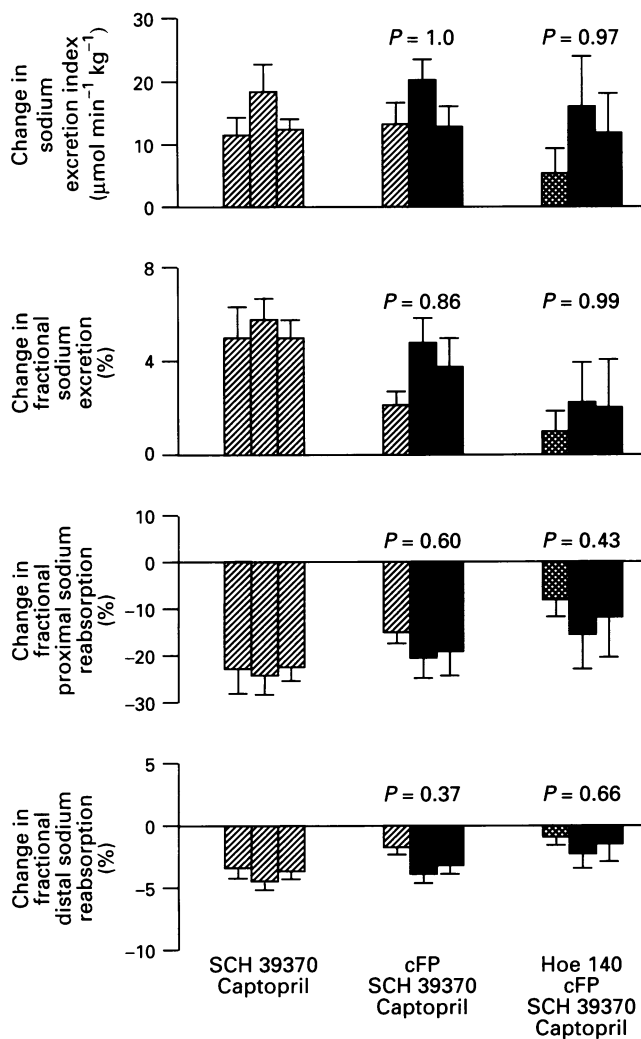 Change in
sodium
excretion index
(µmol min⁻¹ kg⁻¹)
30
20
10
0
P = 1.0
P = 0.97
Change in
fractional
sodium
excretion
(%)
8
4
0
P = 0.86
P = 0.99
Change in
fractional
proximal sodium
reabsorption
(%)
10
0
−10
−20
−30
P = 0.60
P = 0.43
Change in
fractional
distal sodium
reabsorption
(%)
5
0
−5
−10
P = 0.37
P = 0.66
SCH 39370
Captopril
cFP
SCH 39370
Captopril
Hoe 140
cFP
SCH 39370
Captopril